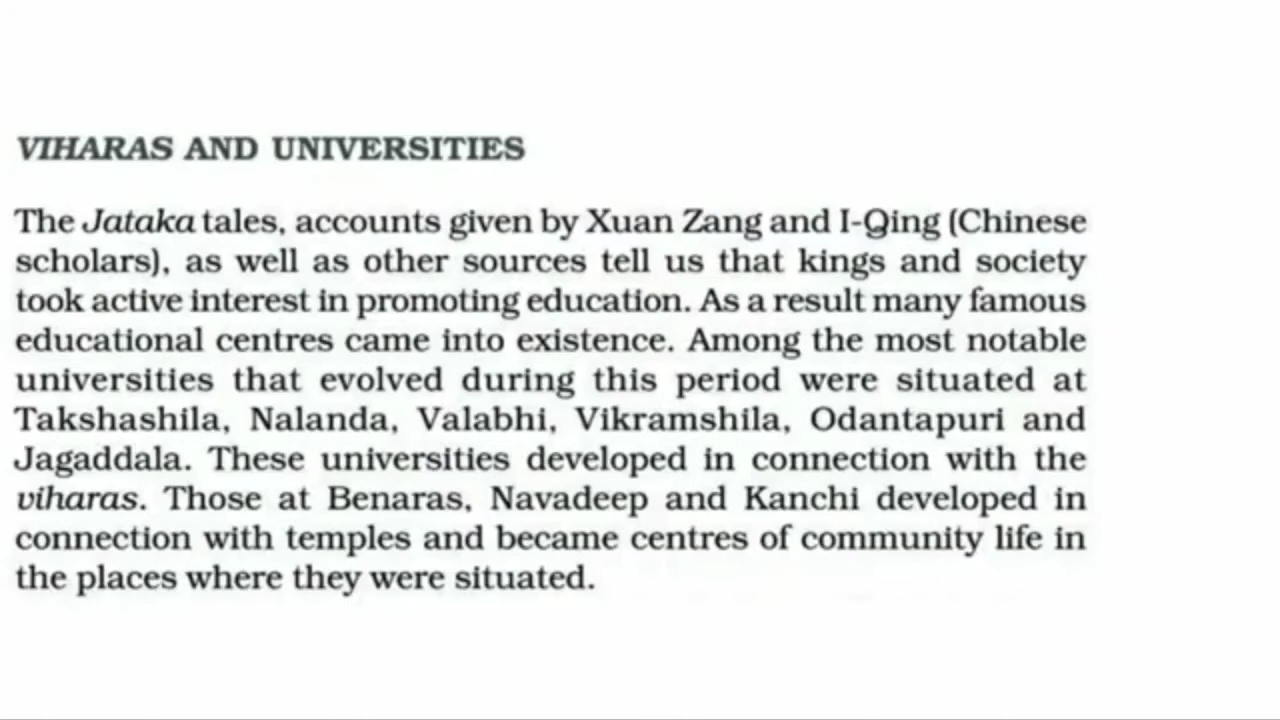 VIHARAS AND UNIVERSITIES
The Jataka tales, accounts given by Xuan Zang and I-Qing (Chinese
scholars), as well as other sources tell us that kings and society
took active interest in promoting education. As a result many famous
educational centres came into existence. Among the most notable
universities that evolved during this period were situated at
Takshashila, Nalanda, Valabhi, Vikramshila, Odantapuri and
Jagaddala. These universities developed in connection with the
viharas. Those at Benaras, Navadeep and Kanchi developed in
connection with temples and became centres of community life in
the places where they were situated.